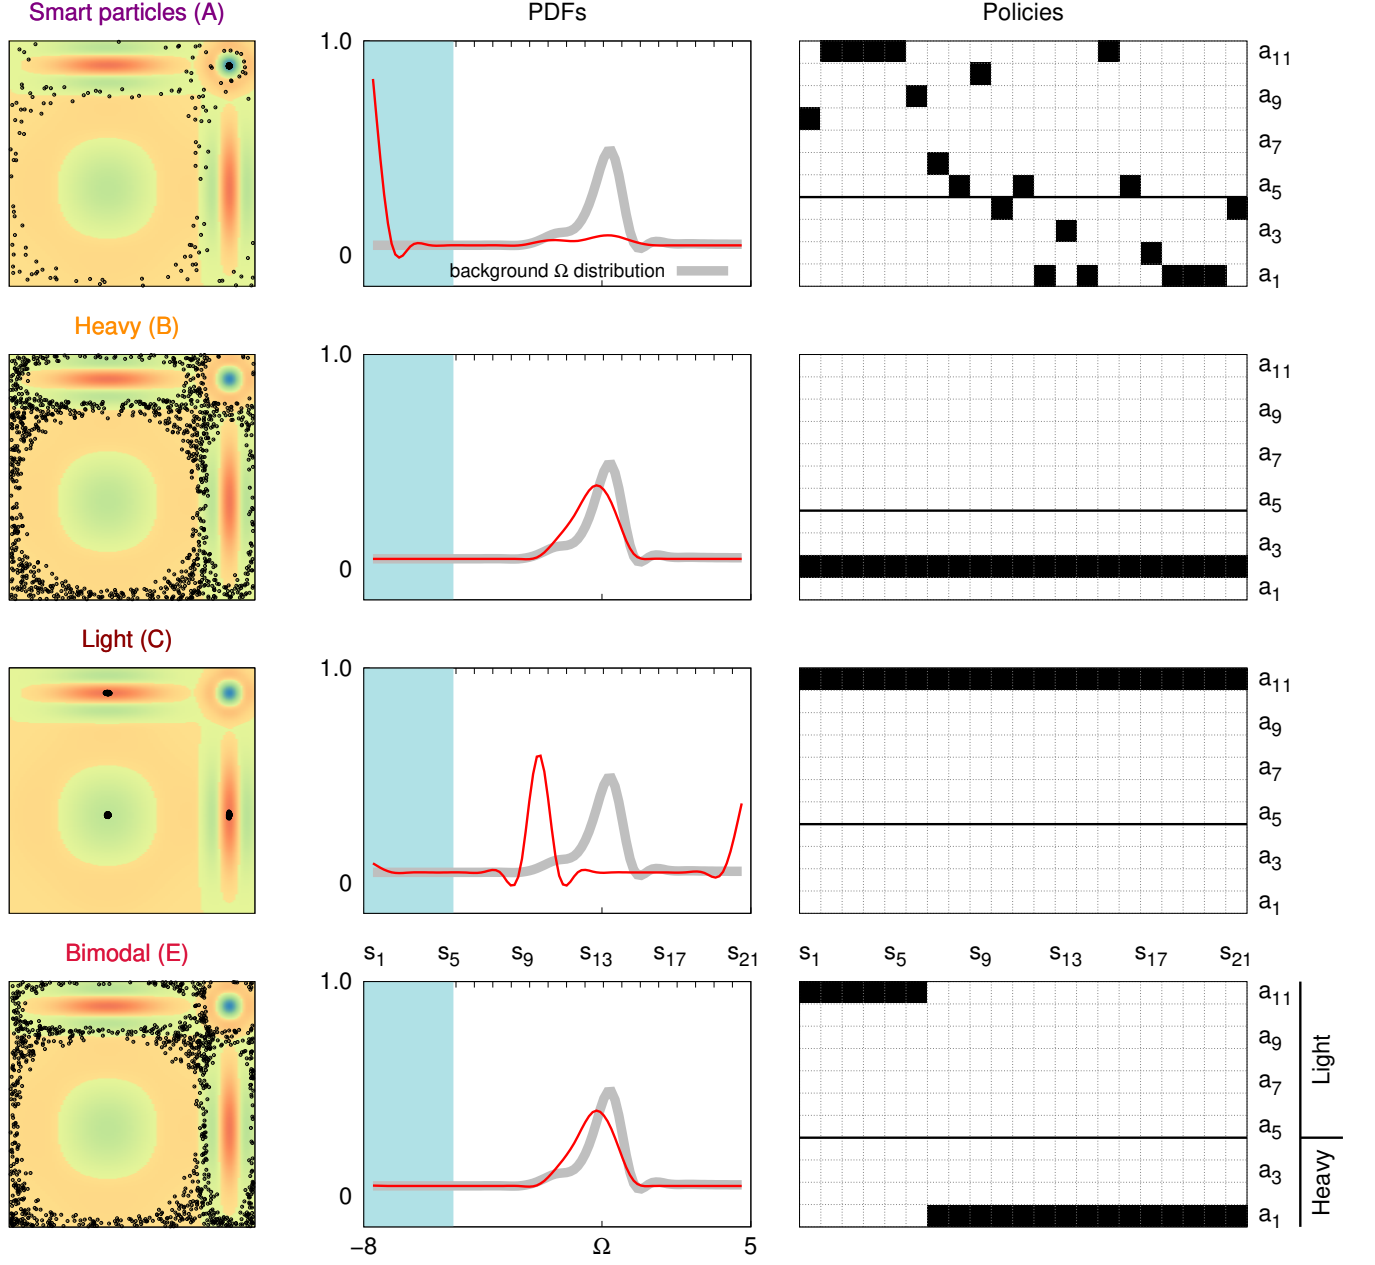 Smart particles (A) PDFs Policies
1.0
0
background Ω distribution
a11
a9
a7
a5
a3
a1
Heavy (B)
1.0
0
a11
a9
a7
a5
a3
a1
Light (C)
1.0
0
a11
a9
a7
a5
a3
a1
Bimodal (E)
s1 s5 s9 s13 s17 s21
s1 s5 s9 s13 s17 s21
1.0
0
−8 Ω 5
a11
a9
a7
a5
a3
a1
Light
Heavy